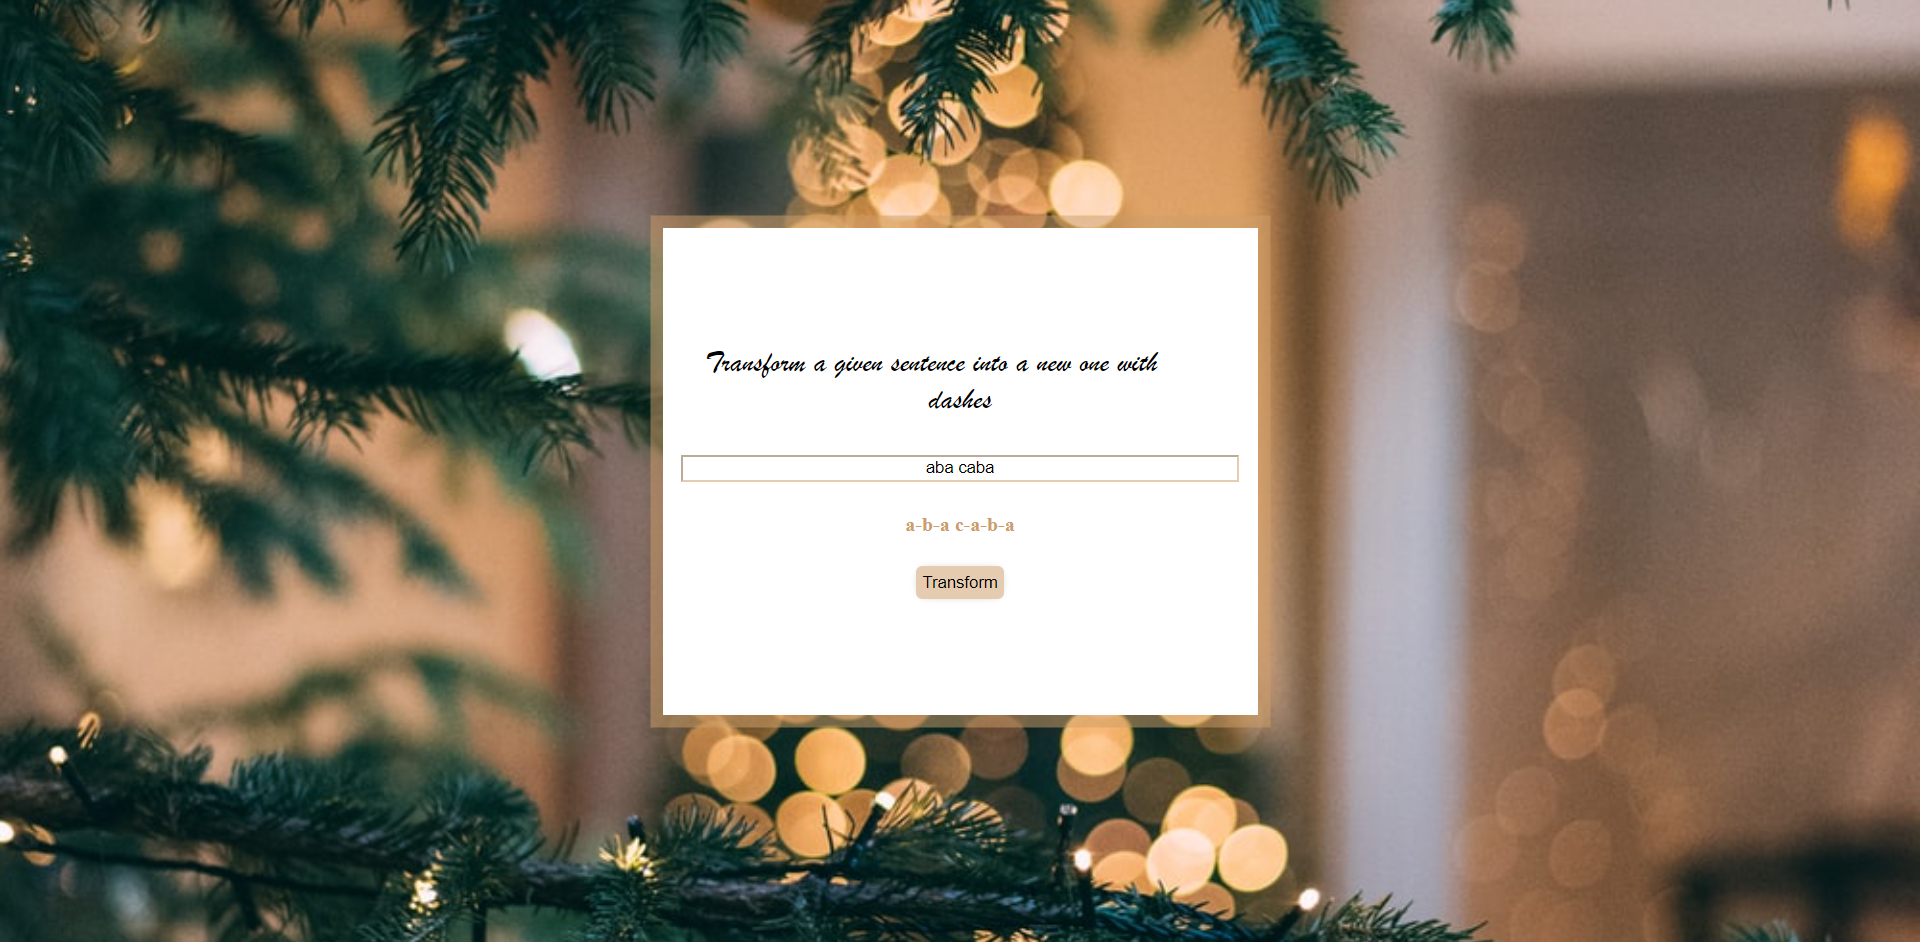 Transform a given sentence into a new one with
dashes
aba caba
a-b-a c-a-b-a
Transform